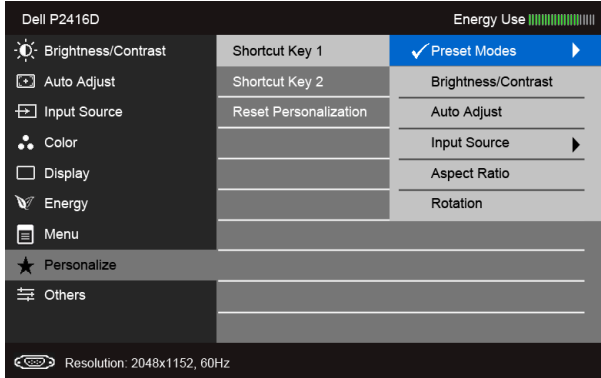 Dell P2416D Energy Use
Brightness/Contrast Shortcut Key 1 Preset Modes
Auto Adjust Shortcut Key 2 Brightness/Contrast
Input Source Reset Personalization Auto Adjust
Color Input Source
Display Aspect Ratio
Energy Rotation
Menu
Personalize
Others
Resolution: 2048x1152, 60Hz